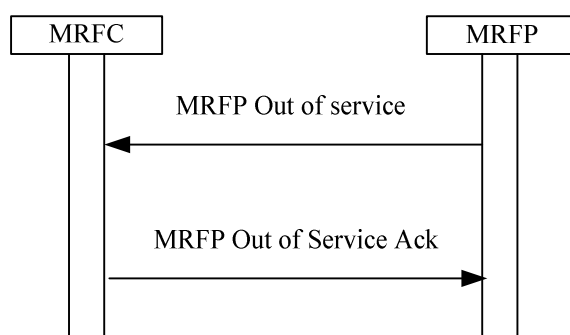 MRFC
MRFP
MRFP Out of service
MRFP Out of Service Ack